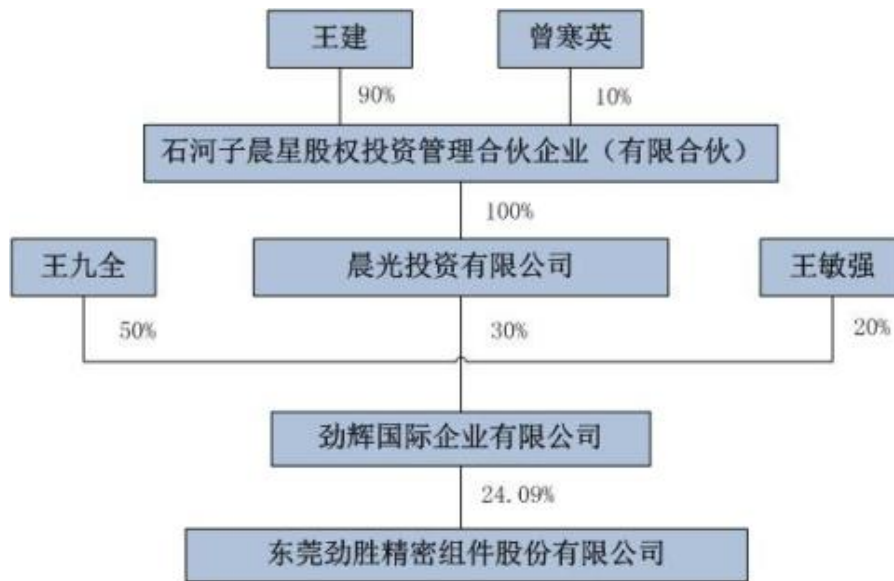 王建
曾寒英
90%
10%
石河子晨星股权投资管理合伙企业（有限合伙）
100%
王九全
晨光投资有限公司
王敏强
50%
30%
20%
劲辉国际企业有限公司
24.09%
东莞劲胜精密组件股份有限公司